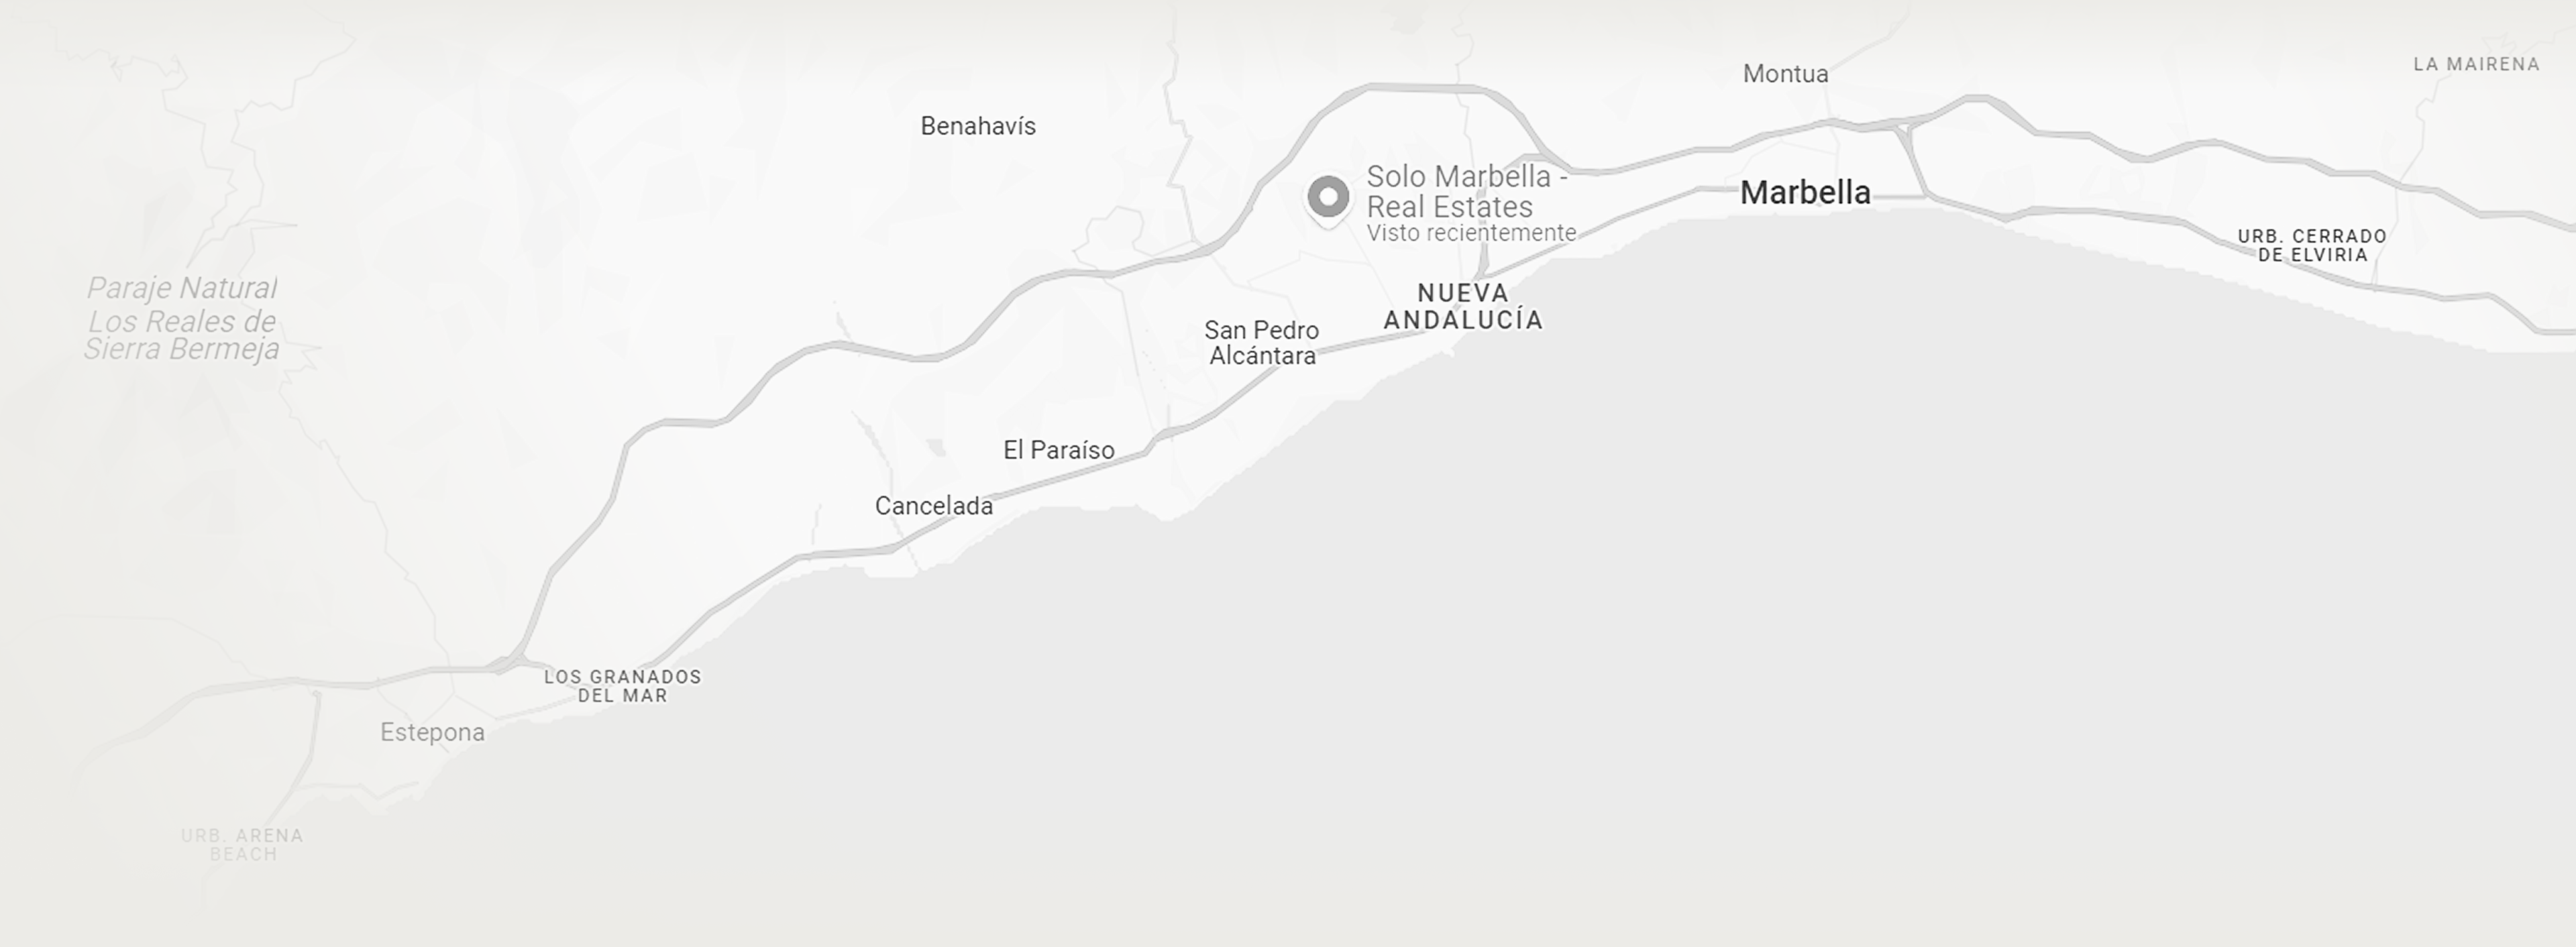 LA MAIRENA
Montua
Benahavís
Solo Marbella -
Real Estates
Visto recientemente
Marbella
URB. CERRADO
DE ELVIRIA
Paraje Natural
Los Reales de
Sierra Bermeja
NUEVA
ANDALUCÍA
San Pedro
Alcántara
El Paraíso
Cancelada
LOS GRANADOS
DEL MAR
Estepona
URB. ARENA
BEACH